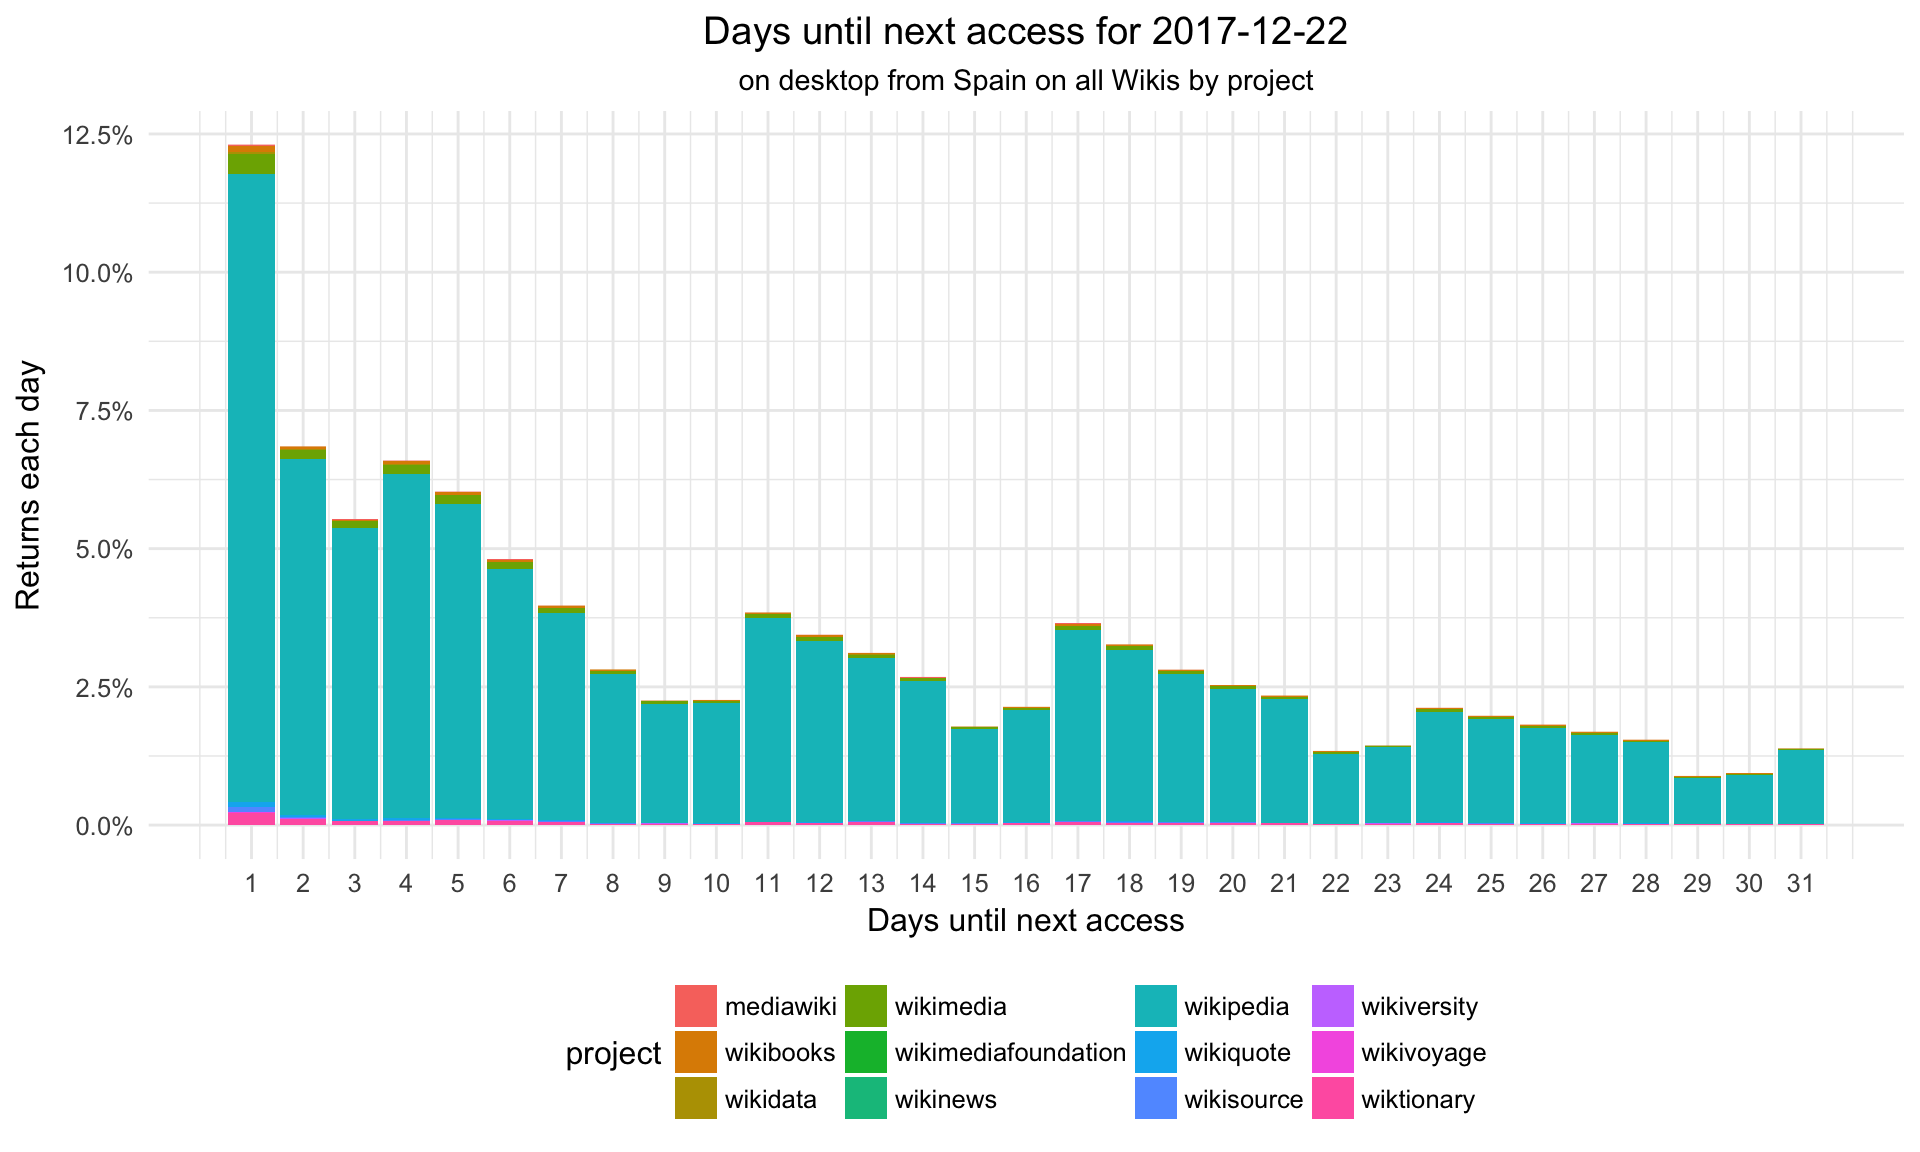 Days until next access for 2017-12-22
on desktop from Spain on all Wikis by project
Returns each day
12.5%
10.0%
7.5%
5.0%
2.5%
0.0%
1 2 3 4 5 6 7 8 9 10 11 12 13 14 15 16 17 18 19 20 21 22 23 24 25 26 27 28 29 30 31
Days until next access
project
mediawiki wikimedia wikipedia wikiversity
wikibooks wikimediafoundation wikiquote wikivoyage
wikidata wikinews wikisource wiktionary